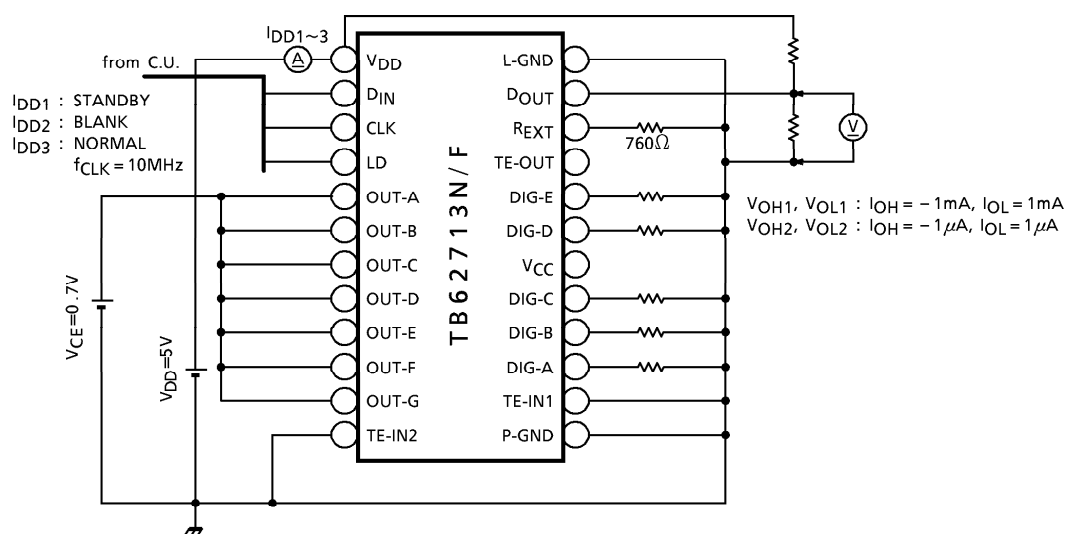 IDD1~3
A
from C.U.
IDD1 : STANDBY
IDD2 : BLANK
IDD3 : NORMAL
fCLK = 10MHz
VCE=0.7V
VDD=5V
VDD
DIN
CLK
LD
OUT-A
OUT-B
OUT-C
OUT-D
OUT-E
OUT-F
OUT-G
TE-IN2
TB62713N/F
L-GND
DOUT
REXT
TE-OUT
DIG-E
DIG-D
VCC
DIG-C
DIG-B
DIG-A
TE-IN1
P-GND
760Ω
V
VOH1, VOL1 : IOH = − 1mA, IOL = 1mA
VOH2, VOL2 : IOH = − 1μA, IOL = 1μA